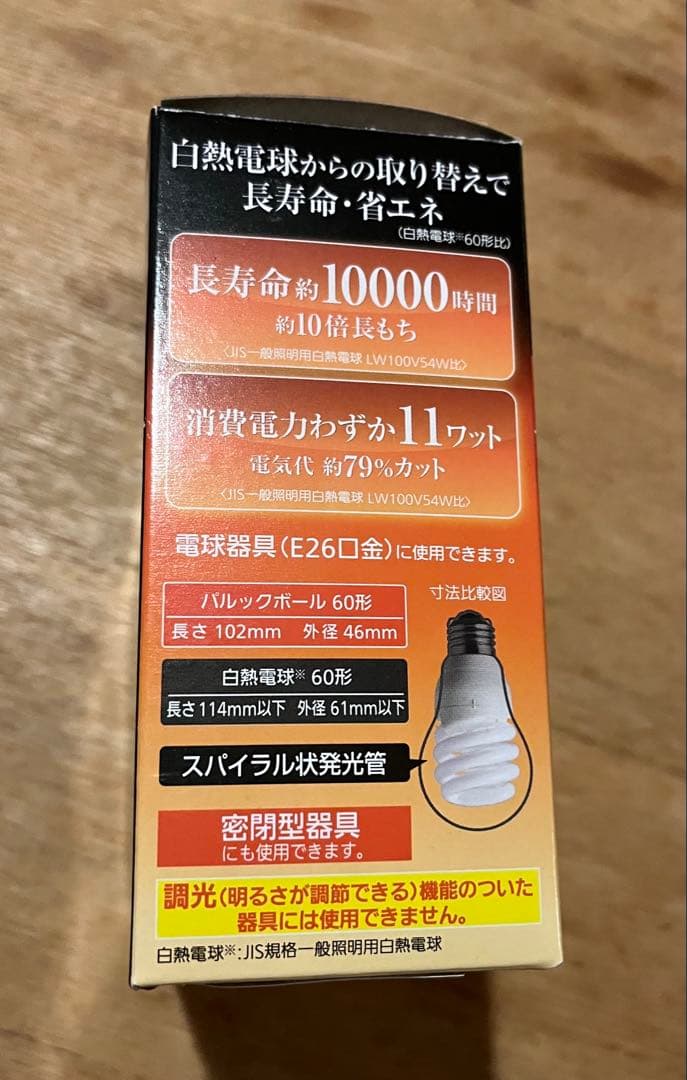 白熱電球からの取り替えで
長寿命・省エネ
(白熱電球※60形比)
長寿命約10000時間
約10倍長もち
〈JIS一般照明用白熱電球 LW100V54W比〉
消費電力わずか11ワット
電気代 約79%カット
〈JIS一般照明用白熱電球 LW100V54W比〉
電球器具(E26口金)に使用できます。
寸法比較図
パルックボール 60形
長さ 102mm 外径 46mm
白熱電球※ 60形
長さ 114mm以下 外径 61mm以下
スパイラル状発光管
密閉型器具
にも使用できます。
調光(明るさが調節できる)機能のついた
器具には使用できません。
白熱電球※:JIS規格一般照明用白熱電球